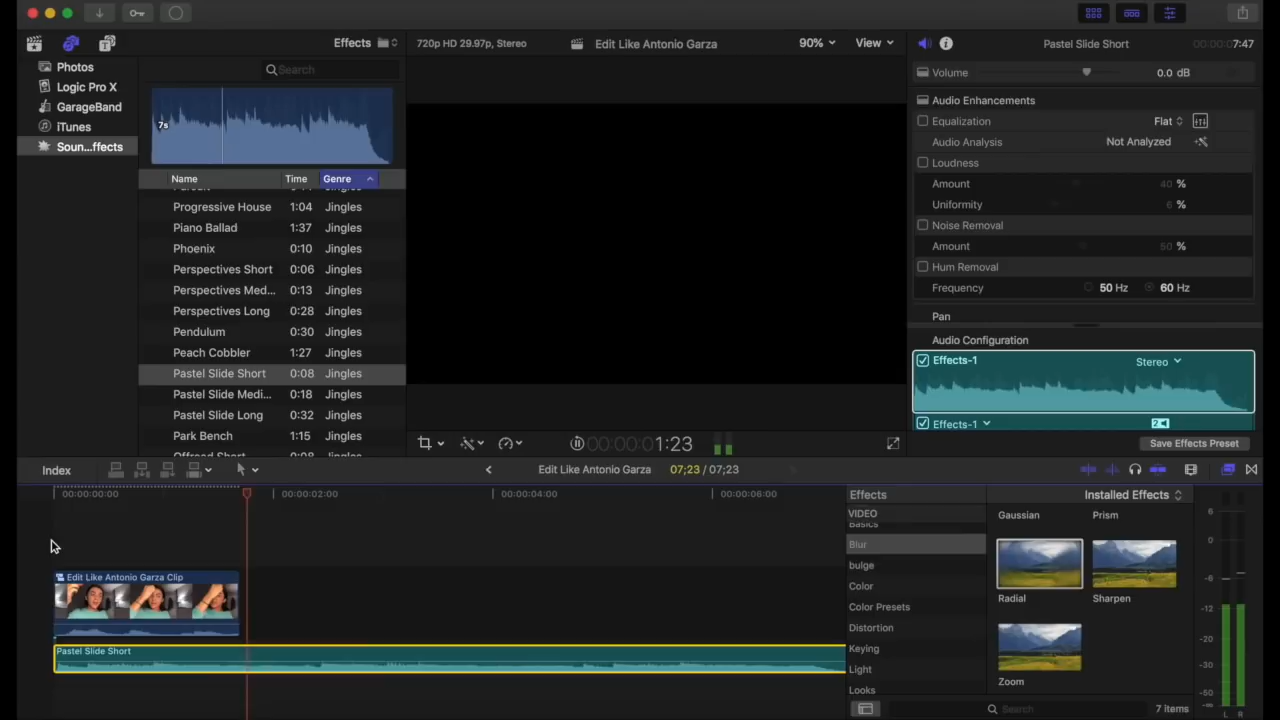 Effects
720p HD 29.97p, Stereo
Edit Like Antonio Garza
90%
View
Pastel Slide Short
7:47
Photos
Logic Pro X
GarageBand
iTunes
Soun...ffects
Search
7s
Name Time Genre
Progressive House 1:04 Jingles
Piano Ballad 1:37 Jingles
Phoenix 0:10 Jingles
Perspectives Short 0:06 Jingles
Perspectives Med... 0:13 Jingles
Perspectives Long 0:28 Jingles
Pendulum 0:30 Jingles
Peach Cobbler 1:27 Jingles
Pastel Slide Short 0:08 Jingles
Pastel Slide Medi... 0:18 Jingles
Pastel Slide Long 0:32 Jingles
Park Bench 1:15 Jingles
Offroad Short 0:08 Jingles
00:00:00:0 1:23
Volume 0.0 dB
Audio Enhancements
Equalization Flat
Audio Analysis Not Analyzed
Loudness
Amount 40 %
Uniformity 6 %
Noise Removal
Amount 50 %
Hum Removal
Frequency 50 Hz 60 Hz
Pan
Audio Configuration
Effects-1 Stereo
Effects-1 2
Save Effects Preset
Index
Edit Like Antonio Garza
07;23 / 07;23
00:00:00:00
00:00:02:00
00:00:04:00
00:00:06:00
Edit Like Antonio Garza Clip
Pastel Slide Short
Effects
Installed Effects
VIDEO
Basics
Blur
bulge
Color
Color Presets
Distortion
Keying
Light
Looks
Gaussian
Prism
Radial
Sharpen
Zoom
Search
7 items
6
0
-6
-12
-20
-30
-50
-∞
L R